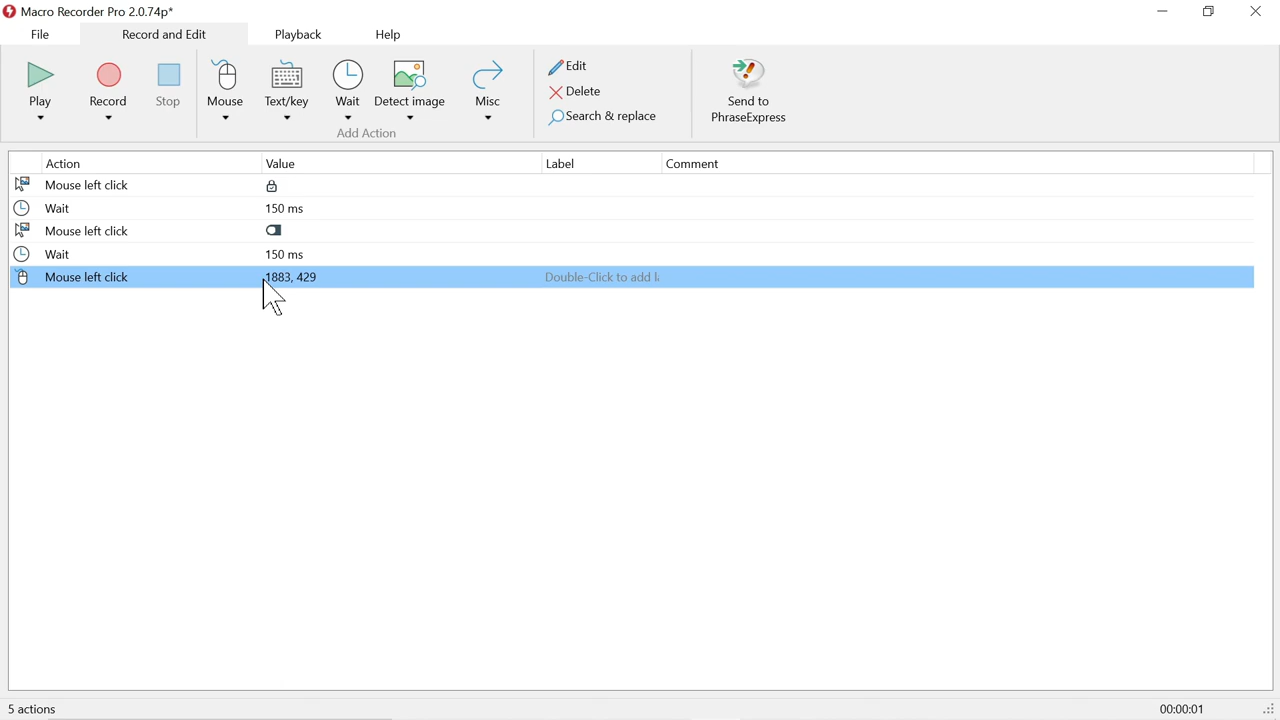 Macro Recorder Pro 2.0.74p*
File Record and Edit Playback Help
Play Record Stop Mouse Text/key Wait Detect image Misc
Add Action
Edit
Delete
Search & replace
Send to
PhraseExpress
Action Value Label Comment
Mouse left click
Wait 150 ms
Mouse left click
Wait 150 ms
Mouse left click 1883, 429 Double-Click to add
5 actions 00:00:01